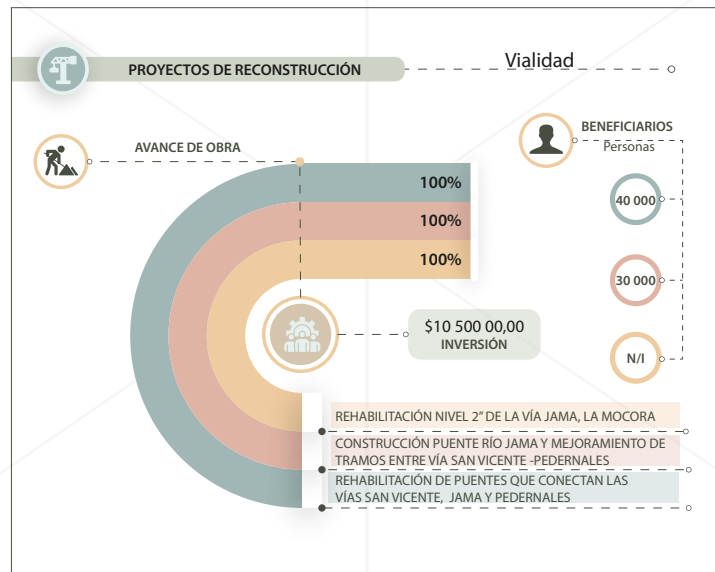 PROYECTOS DE RECONSTRUCCIÓN
Vialidad
AVANCE DE OBRA
BENEFICIARIOS
Personas
100%
100%
100%
40 000
30 000
N/I
$10 500 00,00
INVERSIÓN
REHABILITACIÓN NIVEL 2” DE LA VÍA JAMA, LA MOCORA
CONSTRUCCIÓN PUENTE RÍO JAMA Y MEJORAMIENTO DE
TRAMOS ENTRE VÍA SAN VICENTE -PEDERNALES
REHABILITACIÓN DE PUENTES QUE CONECTAN LAS
VÍAS SAN VICENTE, JAMA Y PEDERNALES